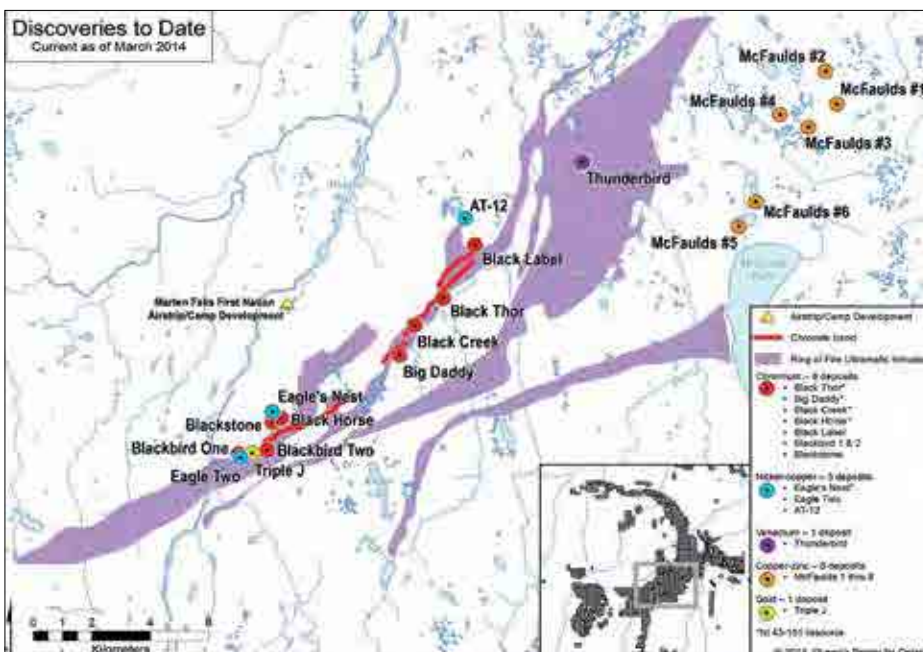 Discoveries to Date
Current as of March 2014
McFaulds #2
McFaulds #1
McFaulds #4
McFaulds #3
Thunderbird
AT-12
McFaulds #6
McFaulds #5
Black Label
Marten Falls First Nation
Airstrip/Camp Development
Black Thor
Black Creek
Big Daddy
Eagle's Nest
Blackstone
Black Horse
Blackbird One
Blackbird Two
Eagle Two
Triple J
Airstrip/Camp Development
Chromite
Ring of Fire Ultramafic
deposits
Black Thor*
Big Daddy*
Black Creek*
Black Horse*
Black Label
Blackbird 1 & 2
Blackstone
Nickel-copper - 3 deposits
Eagle's Nest*
Eagle Two
AT-12
Vanadium - 1 deposit
Thunderbird
Copper-zinc - deposits
McFaulds 1 thru
Gold - 1 deposit
Triple J
43-101 Resource
0 2 4 6 8
Kilometers